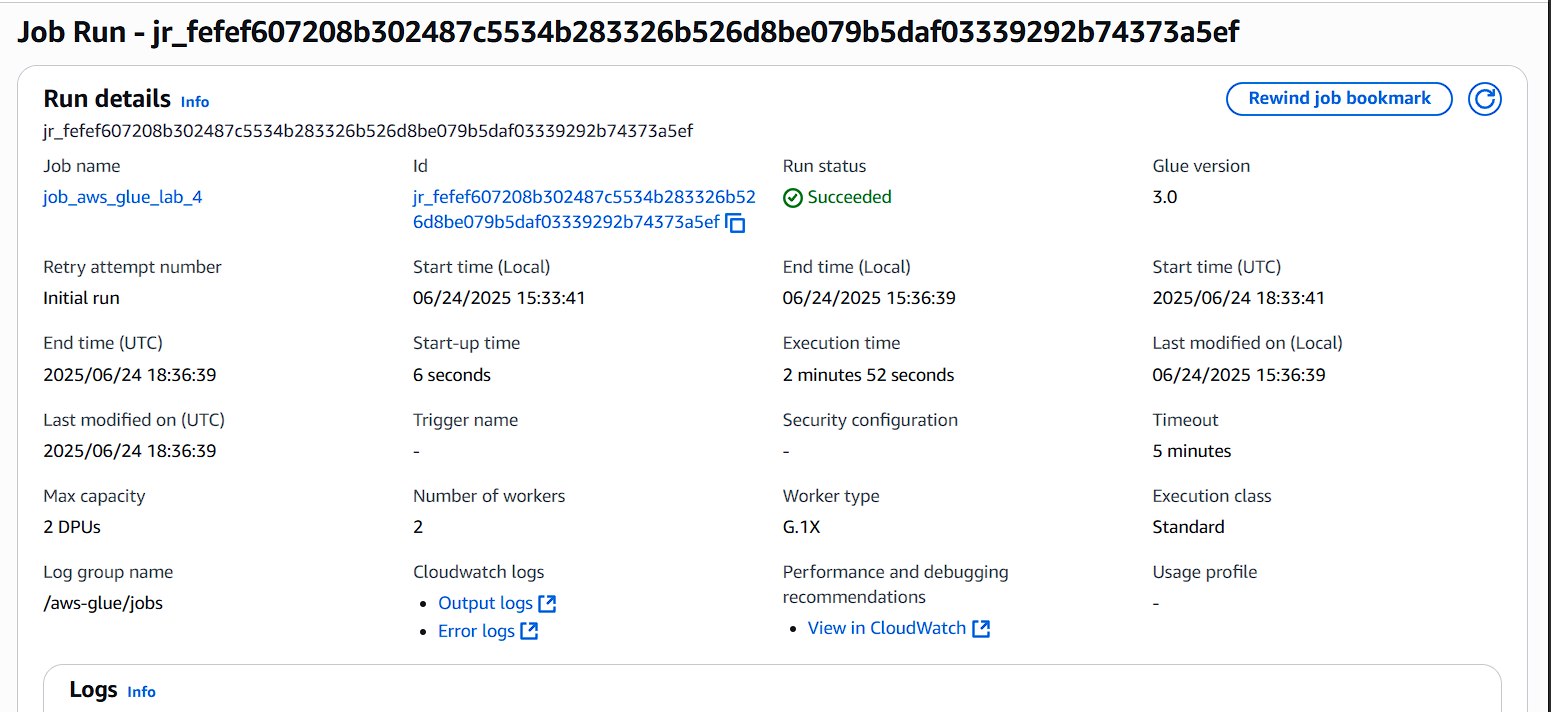 Job Run - jr_fefef607208b302487c5534b283326b526d8be079b5daf03339292b74373a5ef
Run details Info
Rewind job bookmark
jr_fefef607208b302487c5534b283326b526d8be079b5daf03339292b74373a5ef
Job name
job_aws_glue_lab_4
Id
jr_fefef607208b302487c5534b283326b52
6d8be079b5daf03339292b74373a5ef
Run status
Succeeded
Glue version
3.0
Retry attempt number
Initial run
Start time (Local)
06/24/2025 15:33:41
End time (Local)
06/24/2025 15:36:39
Start time (UTC)
2025/06/24 18:33:41
End time (UTC)
2025/06/24 18:36:39
Start-up time
6 seconds
Execution time
2 minutes 52 seconds
Last modified on (Local)
06/24/2025 15:36:39
Last modified on (UTC)
2025/06/24 18:36:39
Trigger name
-
Security configuration
-
Timeout
5 minutes
Max capacity
2 DPUs
Number of workers
2
Worker type
G.1X
Execution class
Standard
Log group name
/aws-glue/jobs
Cloudwatch logs
• Output logs
• Error logs
Performance and debugging
recommendations
• View in CloudWatch
Usage profile
-
Logs Info